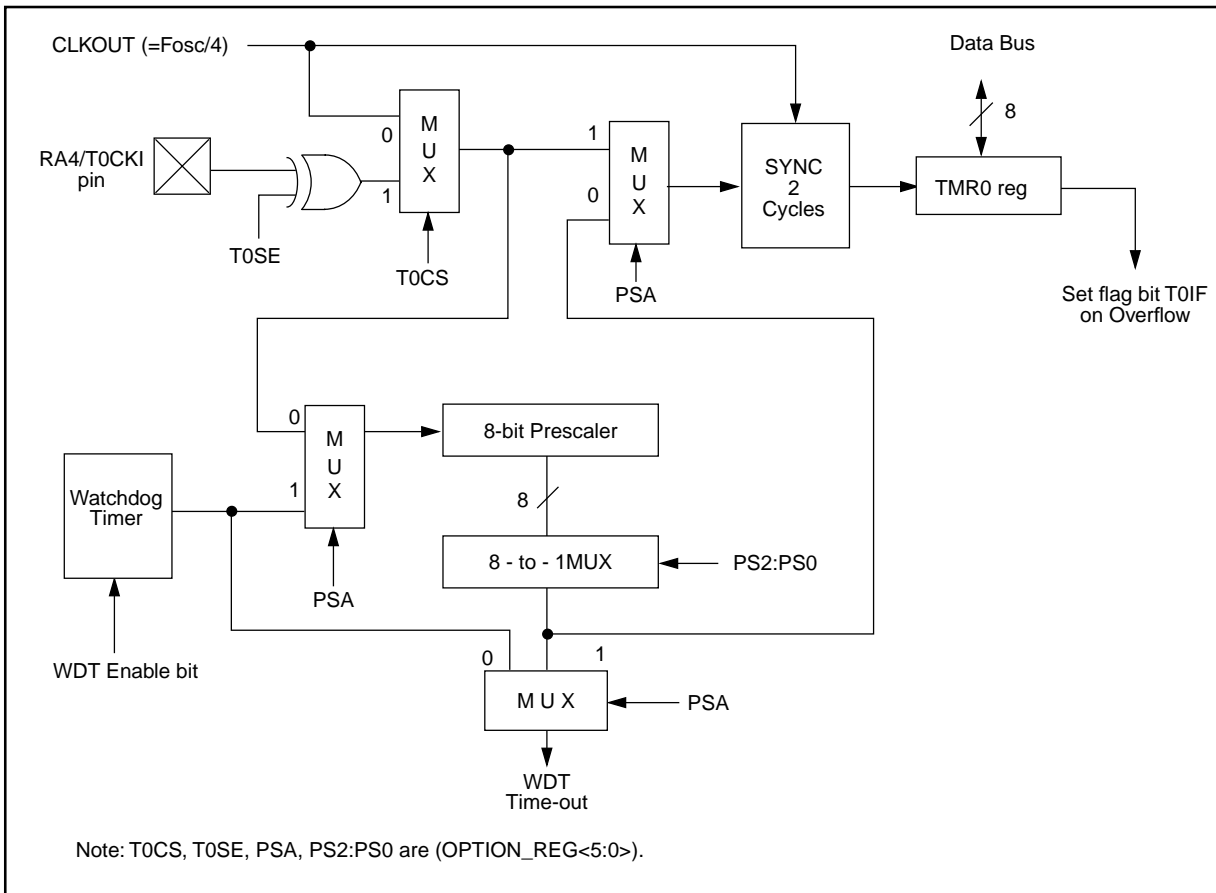 CLKOUT (=Fosc/4)
Data Bus
8
RA4/T0CKI
pin
T0SE
0
1
M
U
X
T0CS
1
0
M
U
X
PSA
SYNC
2
Cycles
TMR0 reg
Set flag bit T0IF
on Overflow
0
1
M
U
X
PSA
8-bit Prescaler
8
Watchdog
Timer
WDT Enable bit
8 - to - 1MUX
PS2:PS0
0
1
M U X
PSA
WDT
Time-out
Note: T0CS, T0SE, PSA, PS2:PS0 are (OPTION_REG<5:0>).